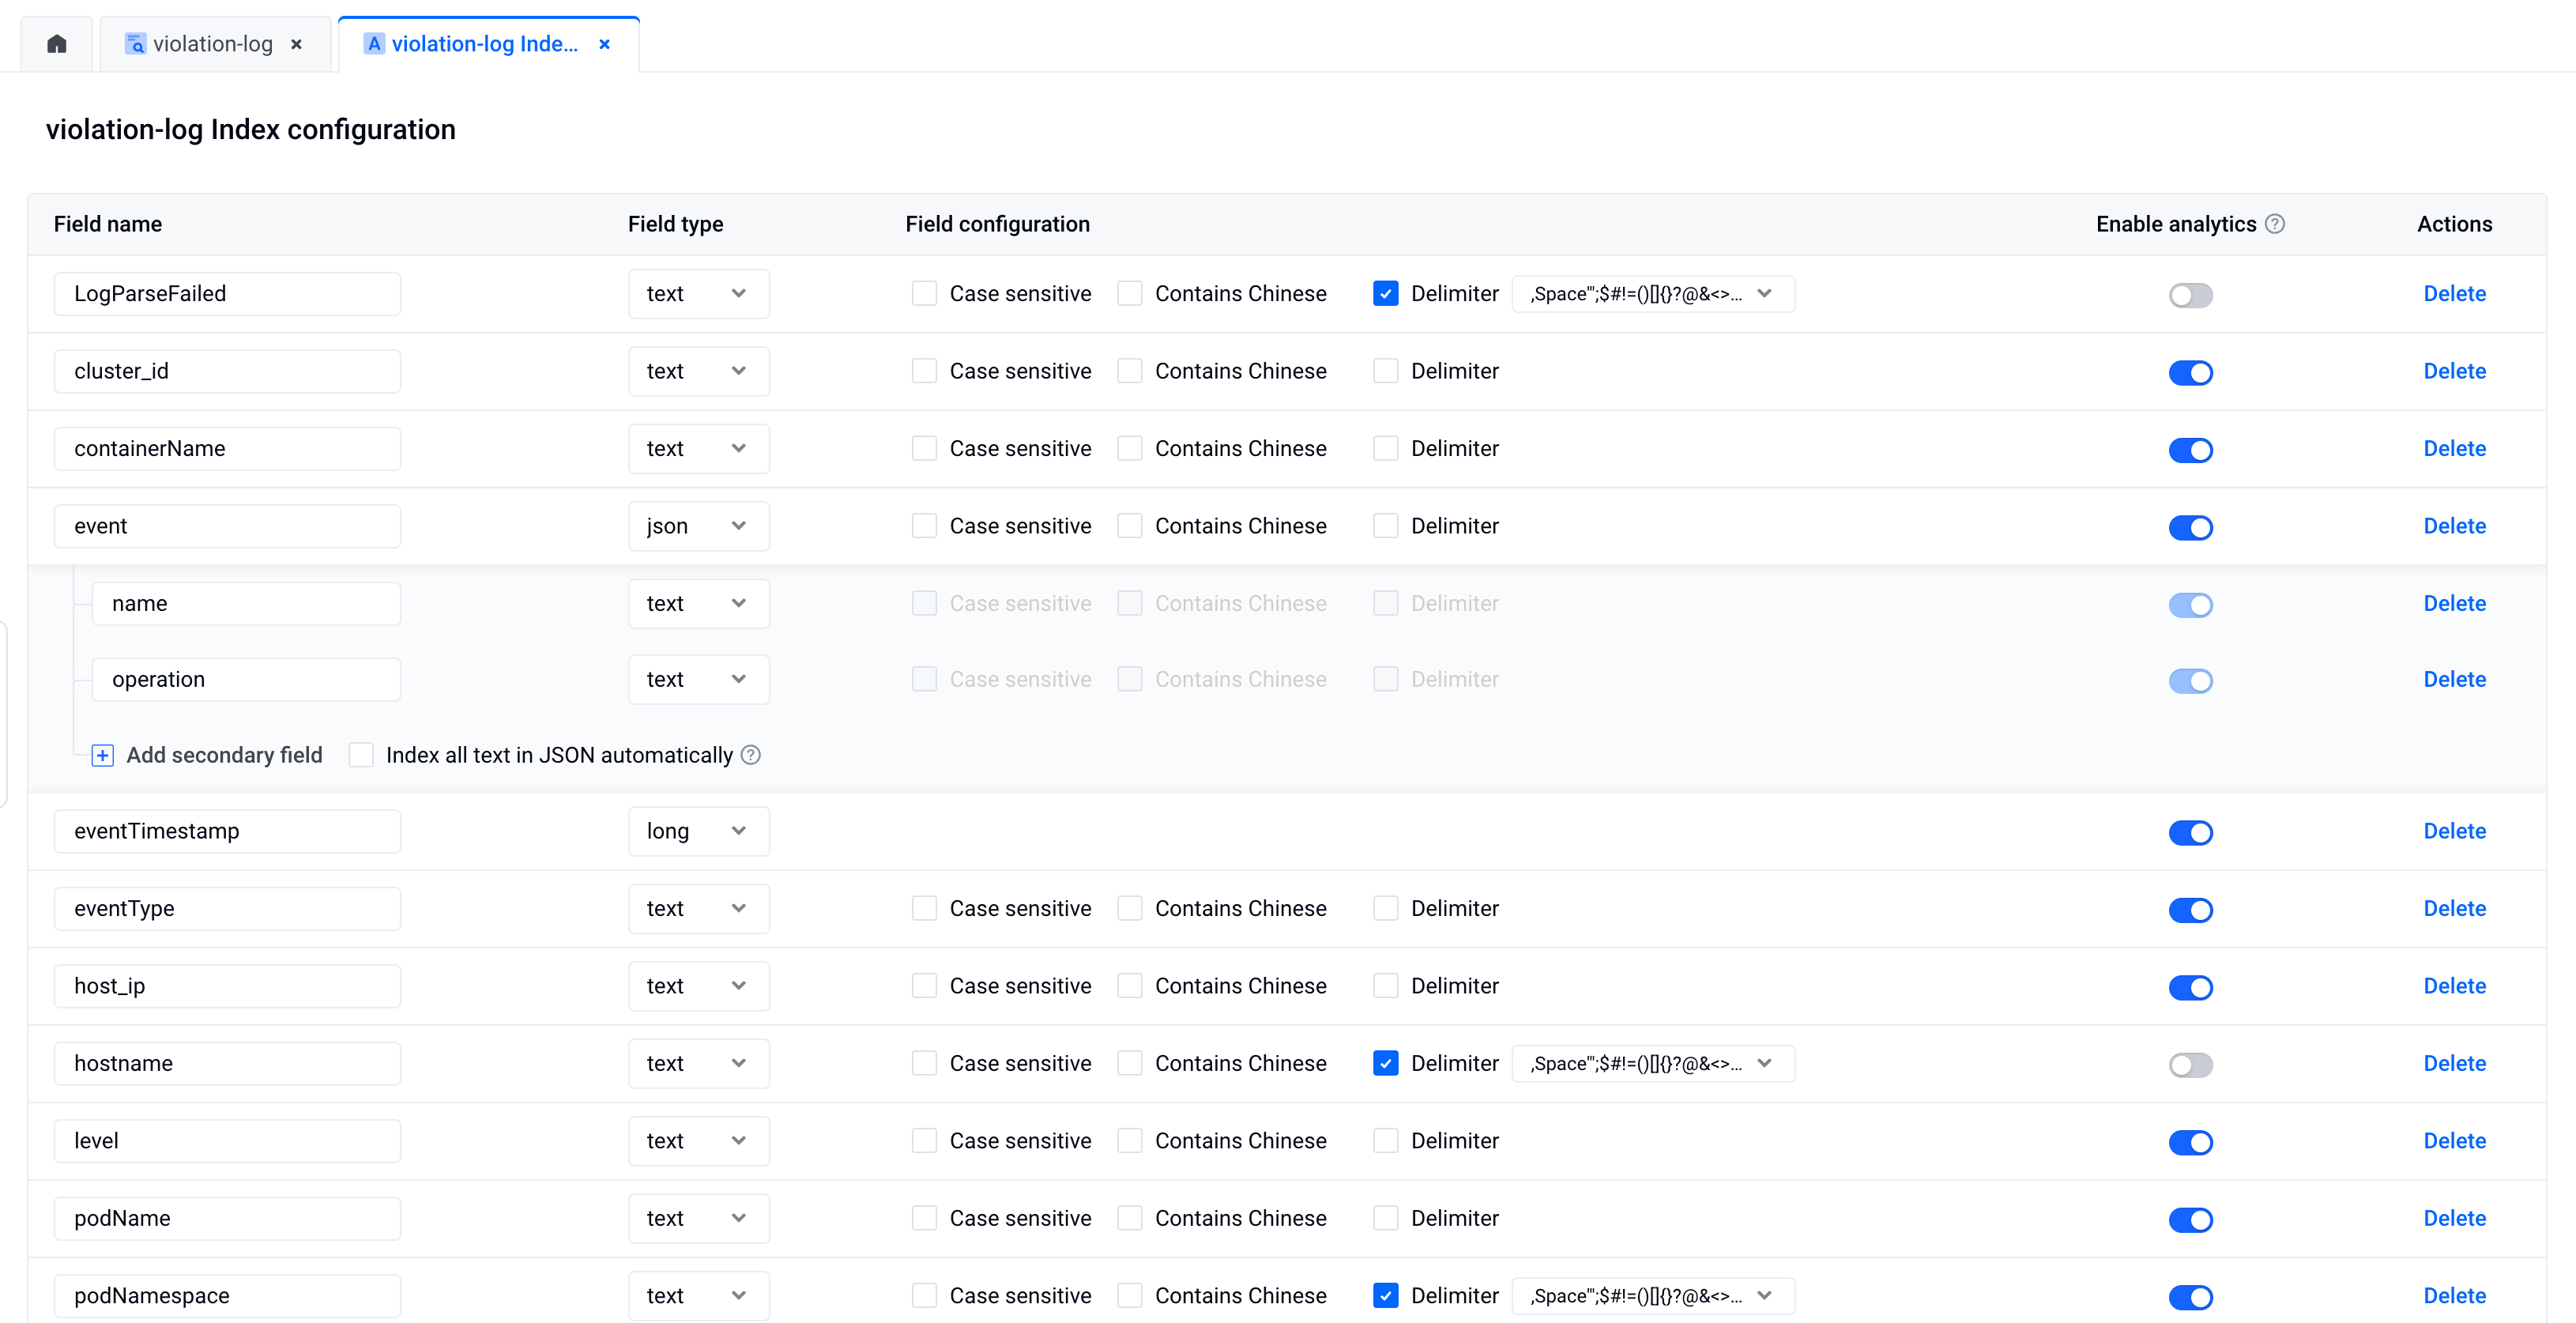 violation-log
A violation-log Inde...
violation-log Index configuration
Field name Field type Field configuration Enable analytics Actions
LogParseFailed text Case sensitive Contains Chinese Delimiter ,Space'";$#!=()[]{}?@&<>... Delete
cluster_id text Case sensitive Contains Chinese Delimiter Delete
containerName text Case sensitive Contains Chinese Delimiter Delete
event json Case sensitive Contains Chinese Delimiter Delete
name text Case sensitive Contains Chinese Delimiter Delete
operation text Case sensitive Contains Chinese Delimiter Delete
Add secondary field Index all text in JSON automatically
eventTimestamp long Delete
eventType text Case sensitive Contains Chinese Delimiter Delete
host_ip text Case sensitive Contains Chinese Delimiter Delete
hostname text Case sensitive Contains Chinese Delimiter ,Space'";$#!=()[]{}?@&<>... Delete
level text Case sensitive Contains Chinese Delimiter Delete
podName text Case sensitive Contains Chinese Delimiter Delete
podNamespace text Case sensitive Contains Chinese Delimiter ,Space'";$#!=()[]{}?@&<>... Delete